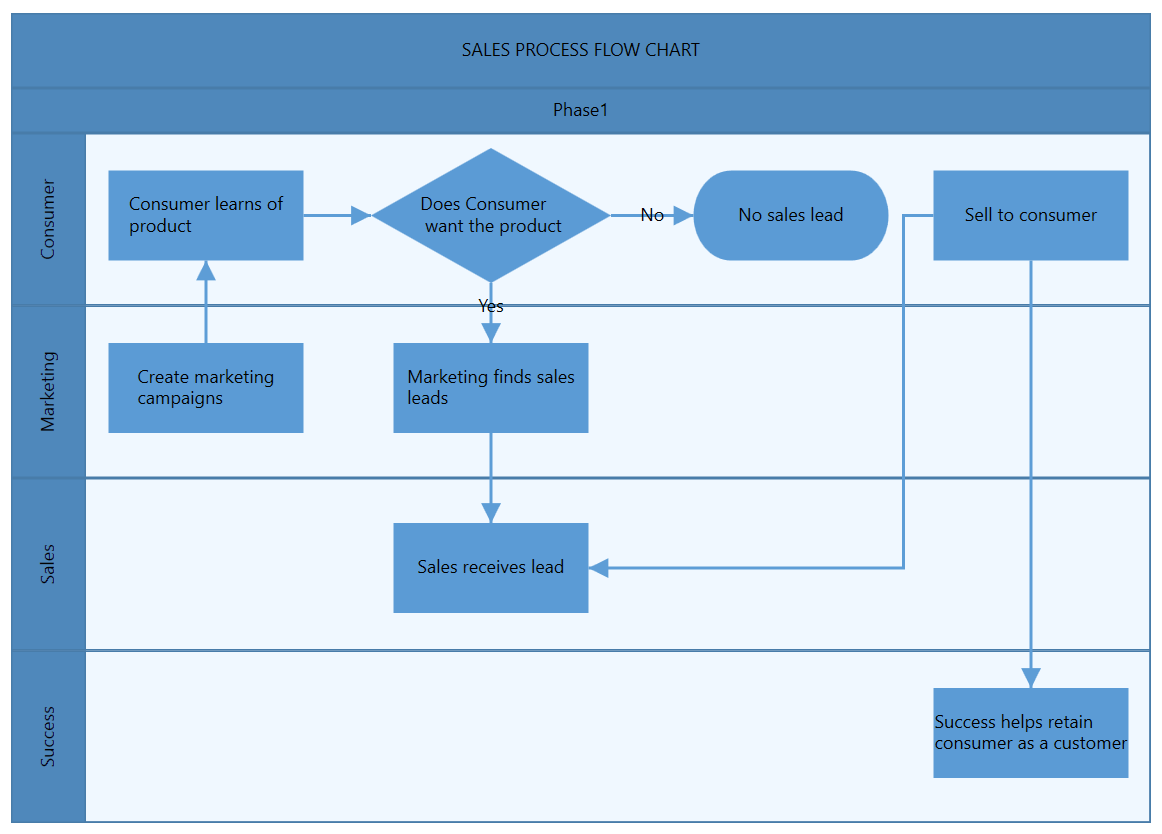 SALES PROCESS FLOW CHART
Phase1
Consumer
Consumer learns of
product
Does Consumer
want the product
No
No sales lead
Sell to consumer
Yes
Marketing
Create marketing
campaigns
Marketing finds sales
leads
Sales
Sales receives lead
Success
Success helps retain
consumer as a customer